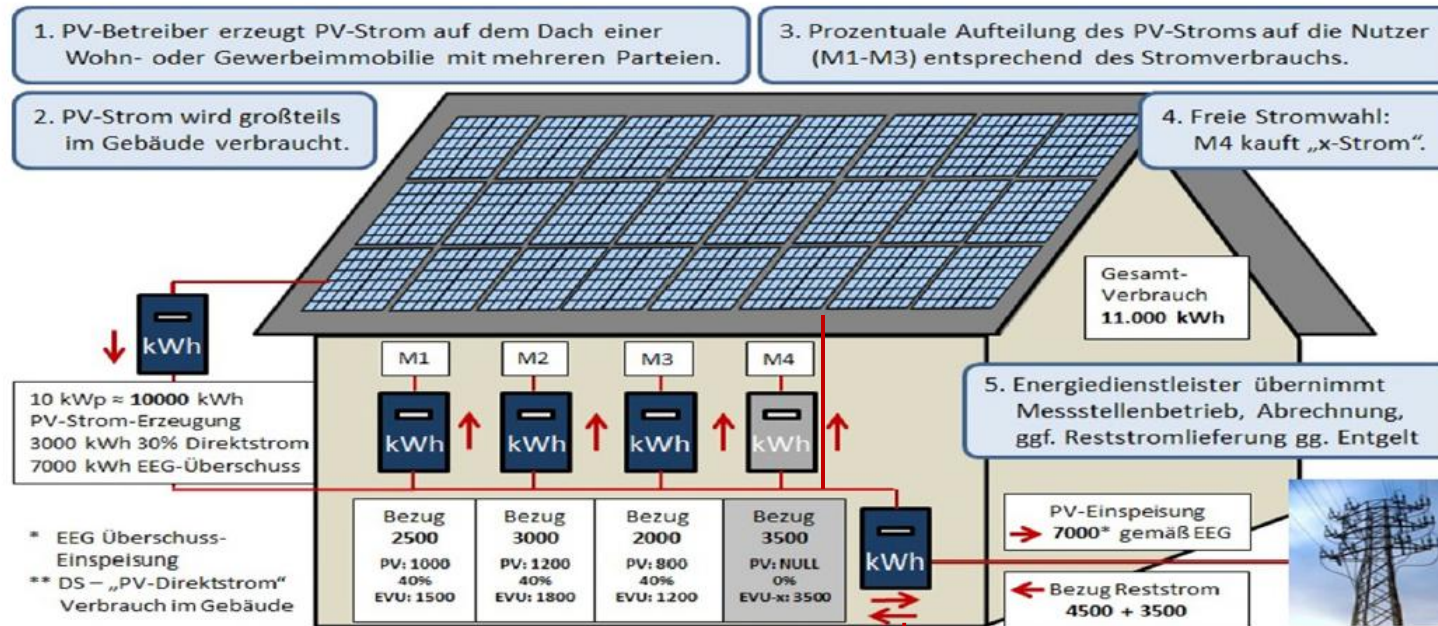 1. PV-Betreiber erzeugt PV-Strom auf dem Dach einer
Wohn- oder Gewerbeimmobilie mit mehreren Parteien.
3. Prozentuale Aufteilung des PV-Stroms auf die Nutzer
(M1-M3) entsprechend des Stromverbrauchs.
2. PV-Strom wird großteils
im Gebäude verbraucht.
4. Freie Stromwahl:
M4 kauft „x-Strom“.
Gesamt-
Verbrauch
11.000 kWh
kWh
M1
M2
M3
M4
kWh
kWh
kWh
kWh
10 kWp ≈ 10000 kWh
PV-Strom-Erzeugung
3000 kWh 30% Direktstrom
7000 kWh EEG-Überschuss
5. Energiedienstleister übernimmt
Messstellenbetrieb, Abrechnung,
ggf. Reststromlieferung gg. Entgelt
* EEG Überschuss-
Einspeisung
** DS – „PV-Direktstrom“
Verbrauch im Gebäude
Bezug
2500
PV: 1000
40%
EVU: 1500
Bezug
3000
PV: 1200
40%
EVU: 1800
Bezug
2000
PV: 800
40%
EVU: 1200
Bezug
3500
PV: NULL
0%
EVU-x: 3500
kWh
PV-Einspeisung
7000* gemäß EEG
Bezug Reststrom
4500 + 3500